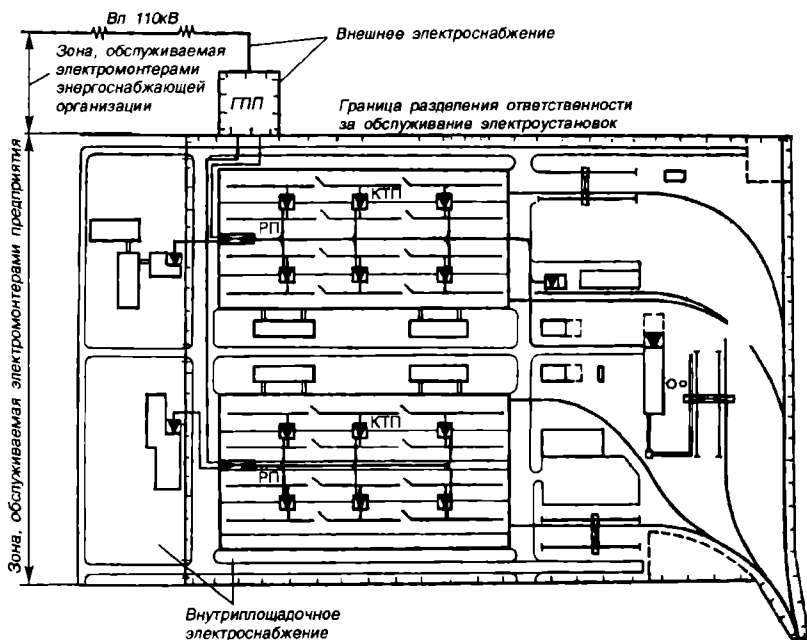 Вл 110кВ
Внешнее электроснабжение
Зона, обслуживаемая
электромонтерами
энергоснабжающей
организации
ГПП
Граница разделения ответственности
за обслуживание электроустановок
Зона, обслуживаемая электромонтерами предприятия
КТП
РП
КТП
РП
Внутриплощадочное
электроснабжение